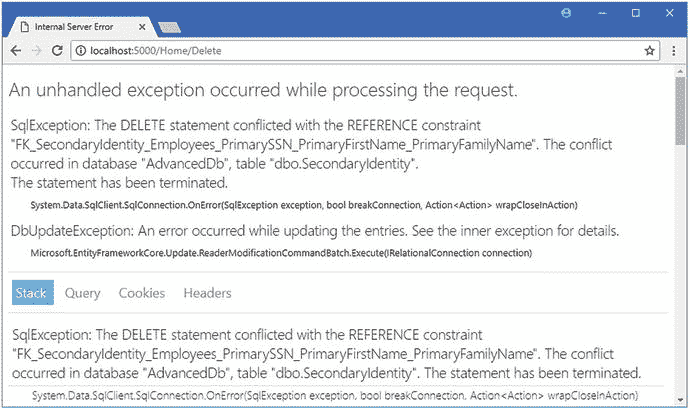 Internal Server Error
localhost:5000/Home/Delete
An unhandled exception occurred while processing the request.
SqlException: The DELETE statement conflicted with the REFERENCE constraint
"FK_SecondaryIdentity_Employees_PrimarySSN_PrimaryFirstName_PrimaryFamilyName". The conflict
occurred in database "AdvancedDb", table "dbo.SecondaryIdentity".
The statement has been terminated.
System.Data.SqlClient.SqlConnection.OnError(SqlException exception, bool breakConnection, Action<Action> wrapCloseInAction)
DbUpdateException: An error occurred while updating the entries. See the inner exception for details.
Microsoft.EntityFrameworkCore.Update.ReaderModificationCommandBatch.Execute(IRelationalConnection connection)
Stack Query Cookies Headers
SqlException: The DELETE statement conflicted with the REFERENCE constraint
"FK_SecondaryIdentity_Employees_PrimarySSN_PrimaryFirstName_PrimaryFamilyName". The conflict
occurred in database "AdvancedDb", table "dbo.SecondaryIdentity". The statement has been terminated.
System.Data.SqlClient.SqlConnection.OnError(SqlException exception, bool breakConnection, Action<Action> wrapCloseInAction)